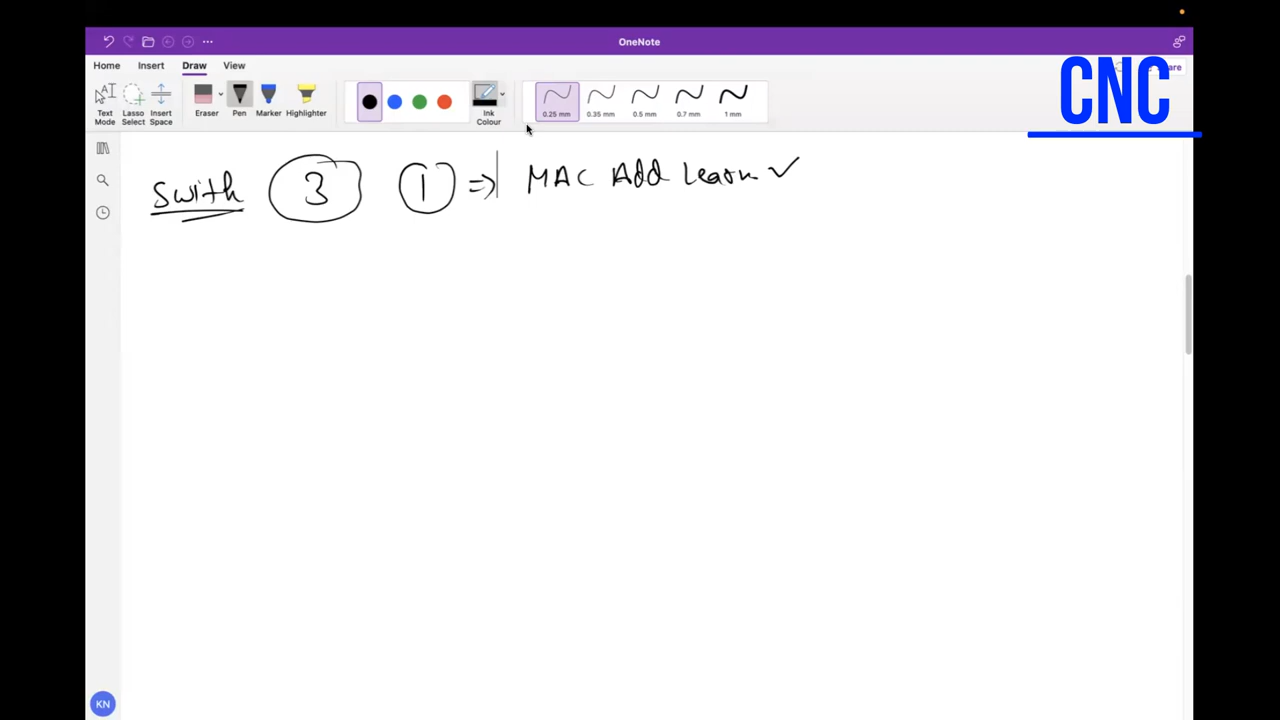 OneNote
Home Insert Draw View
CNC
Text Mode
Lasso Select
Insert Space
Eraser
Pen
Marker
Highlighter
Ink Colour
0.25 mm
0.35 mm
0.5 mm
0.7 mm
1 mm
Swith 3 1 => MAC Add Learn ✓
KN